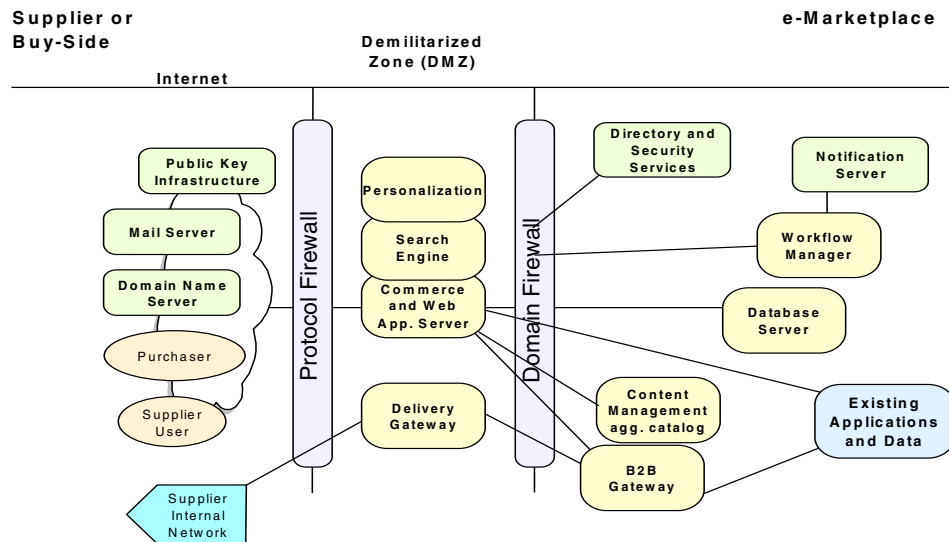 Supplier or
Buy-Side
e-Marketplace
Demilitarized
Zone (DMZ)
Internet
Public Key
Infrastructure
Mail Server
Domain Name
Server
Purchaser
Supplier
User
Supplier
Internal
Network
Protocol Firewall
Personalization
Search
Engine
Commerce and Web
App. Server
Delivery
Gateway
Domain Firewall
Directory and
Security
Services
Notification
Server
Workflow
Manager
Database
Server
Content
Management
agg. catalog
B2B
Gateway
Existing
Applications
and Data